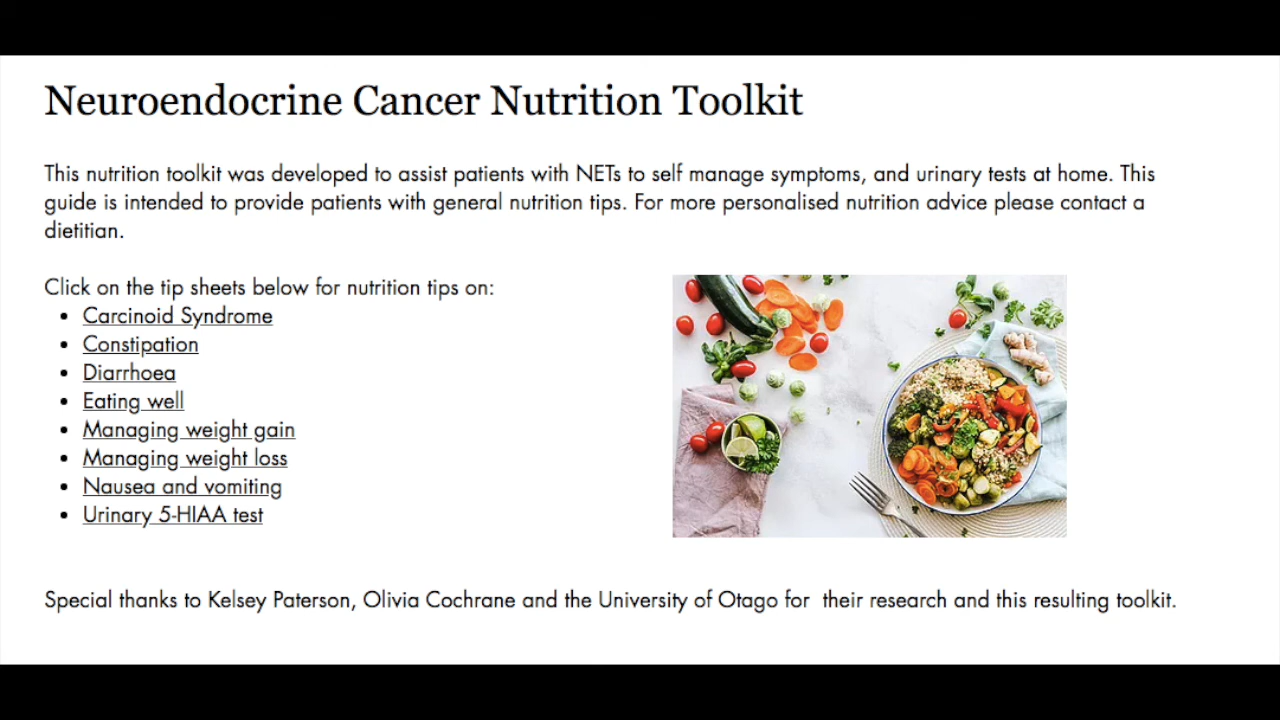 Neuroendocrine Cancer Nutrition Toolkit
This nutrition toolkit was developed to assist patients with NETs to self manage symptoms, and urinary tests at home. This
guide is intended to provide patients with general nutrition tips. For more personalised nutrition advice please contact a
dietitian.
Click on the tip sheets below for nutrition tips on:
• Carcinoid Syndrome
• Constipation
• Diarrhoea
• Eating well
• Managing weight gain
• Managing weight loss
• Nausea and vomiting
• Urinary 5-HIAA test
Special thanks to Kelsey Paterson, Olivia Cochrane and the University of Otago for  their research and this resulting toolkit.